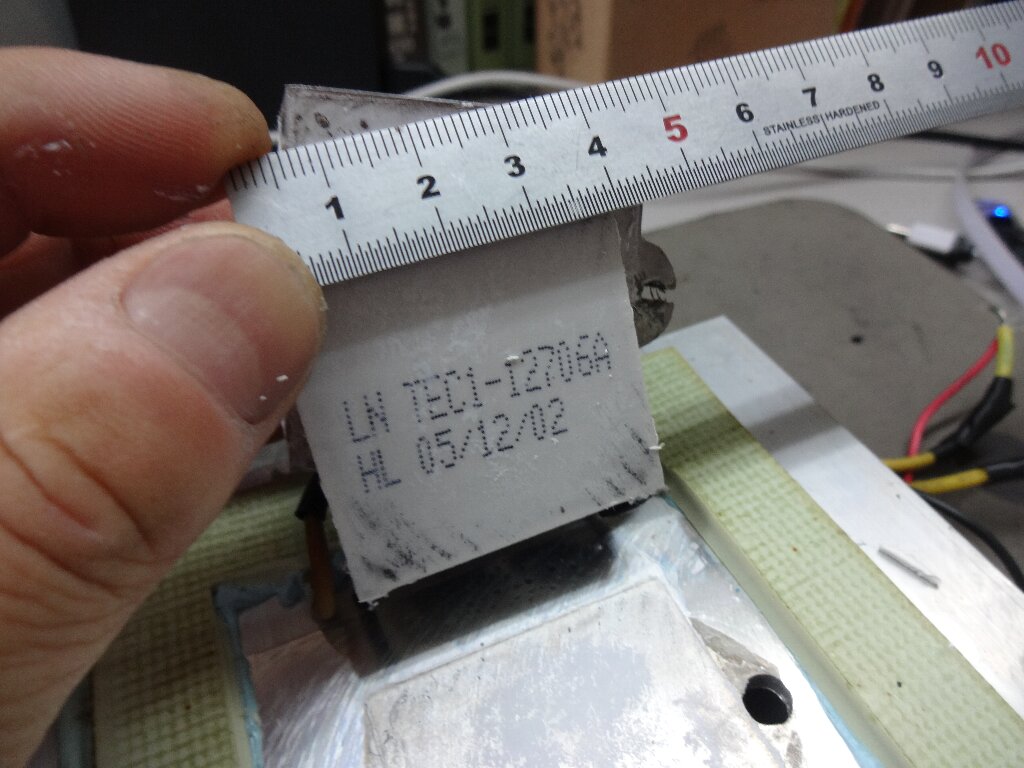 1 2 3 4 5 6 7 8 9 10
STAINLESS HARDENED
LN TEC1-12706A
HL 05/12/02